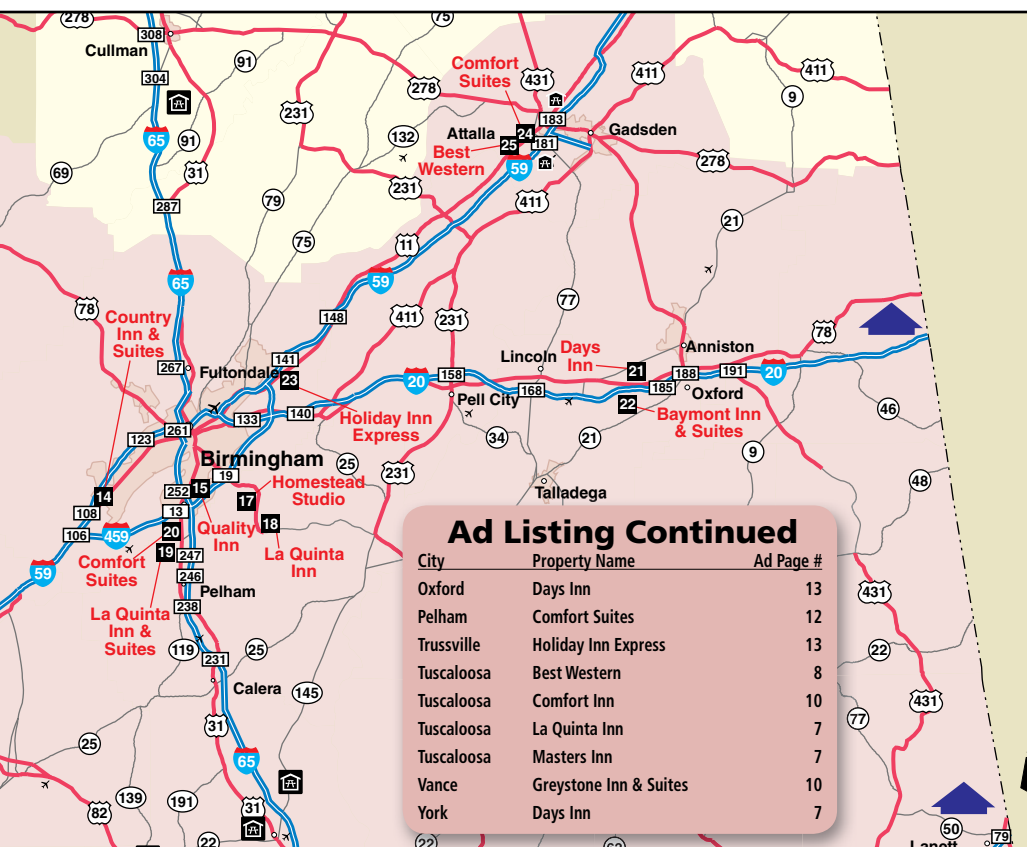 278
75
308
Cullman
91
Comfort
Suites
431
411
411
304
278
9
231
183
65
91
132
Attalla
24
Gadsden
25
181
Best
Western
59
278
69
31
231
79
411
287
21
75
11
65
59
77
78
Country
Inn &
Suites
148
411
231
78
141
Lincoln
Days
Inn
Anniston
267
Fultondale
23
20
158
21
188
191
20
168
185
Oxford
Pell City
22
Baymont Inn
& Suites
46
140
133
Holiday Inn
Express
261
123
34
21
9
Birmingham
25
231
19
Homestead
Studio
48
252
15
17
14
Talladega
13
108
18
106
459
20
Quality
Inn
19
247
La Quinta
Inn
Comfort
Suites
59
246
Pelham
238
La Quinta
Inn &
Suites
119
231
25
Calera
145
31
25
65
139
191
31
82
22
Ad Listing Continued
City Property Name Ad Page #
Oxford Days Inn 13
Pelham Comfort Suites 12
Trussville Holiday Inn Express 13
Tuscaloosa Best Western 8
Tuscaloosa Comfort Inn 10
Tuscaloosa La Quinta Inn 7
Tuscaloosa Masters Inn 7
Vance Greystone Inn & Suites 10
York Days Inn 7
431
22
431
77
50
79
Lanett
22